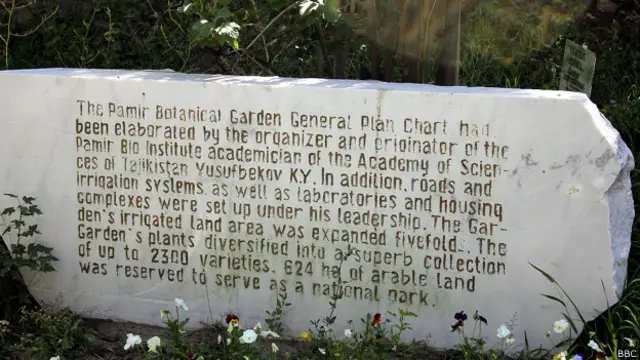 The Pamir Botanical Garden General Plan Chart had
been elaborated by the organizer and originator of the
Pamir Bio Institute academician of the Academy of Scien-
ces of Tajikistan Yusufbekov K.Y. In addition, roads and
irrigation systems, as well as laboratories and housing
complexes were set up under his leadership. The Gar-
den's irrigated land area was expanded fivefold. The
Garden's plants diversified into a superb collection
of up to 2300 varieties. 624 ha of arable land
was reserved to serve as a national park.
BBC